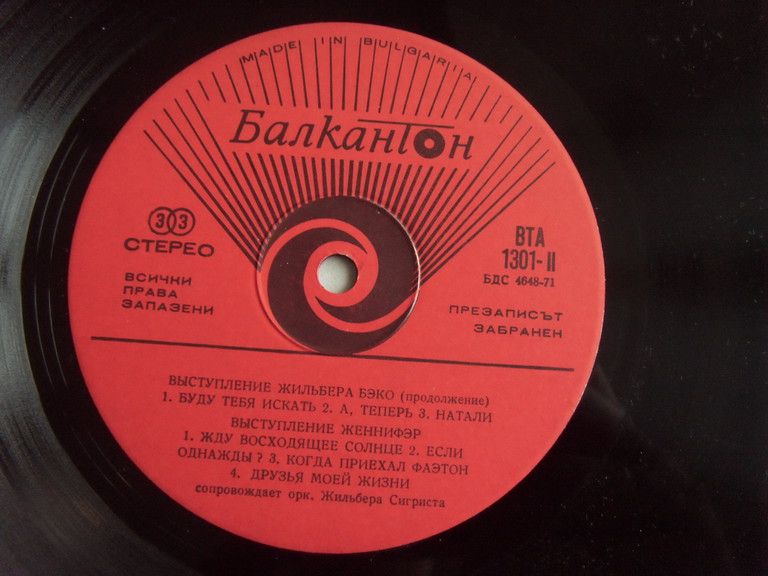 MADE IN BULGARIA
Балкантон
33
СТЕРЕО
ВСИЧКИ
ПРАВА
ЗАПАЗЕНИ
ВТА
1301-II
БДС 4648-71
ПРЕЗАПИСЪТ
ЗАБРАНЕН
ВЫСТУПЛЕНИЕ ЖИЛЬБЕРА БЭКО (продолжение)
1. БУДУ ТЕБЯ ИСКАТЬ 2. А, ТЕПЕРЬ 3. НАТАЛИ
ВЫСТУПЛЕНИЕ ЖЕННИФЭР
1. ЖДУ ВОСХОДЯЩЕЕ СОЛНЦЕ 2. ЕСЛИ
ОДНАЖДЫ? 3. КОГДА ПРИЕХАЛ ФАЭТОН
4. ДРУЗЬЯ МОЕЙ ЖИЗНИ
сопровождает орк. Жильбера Сигриста